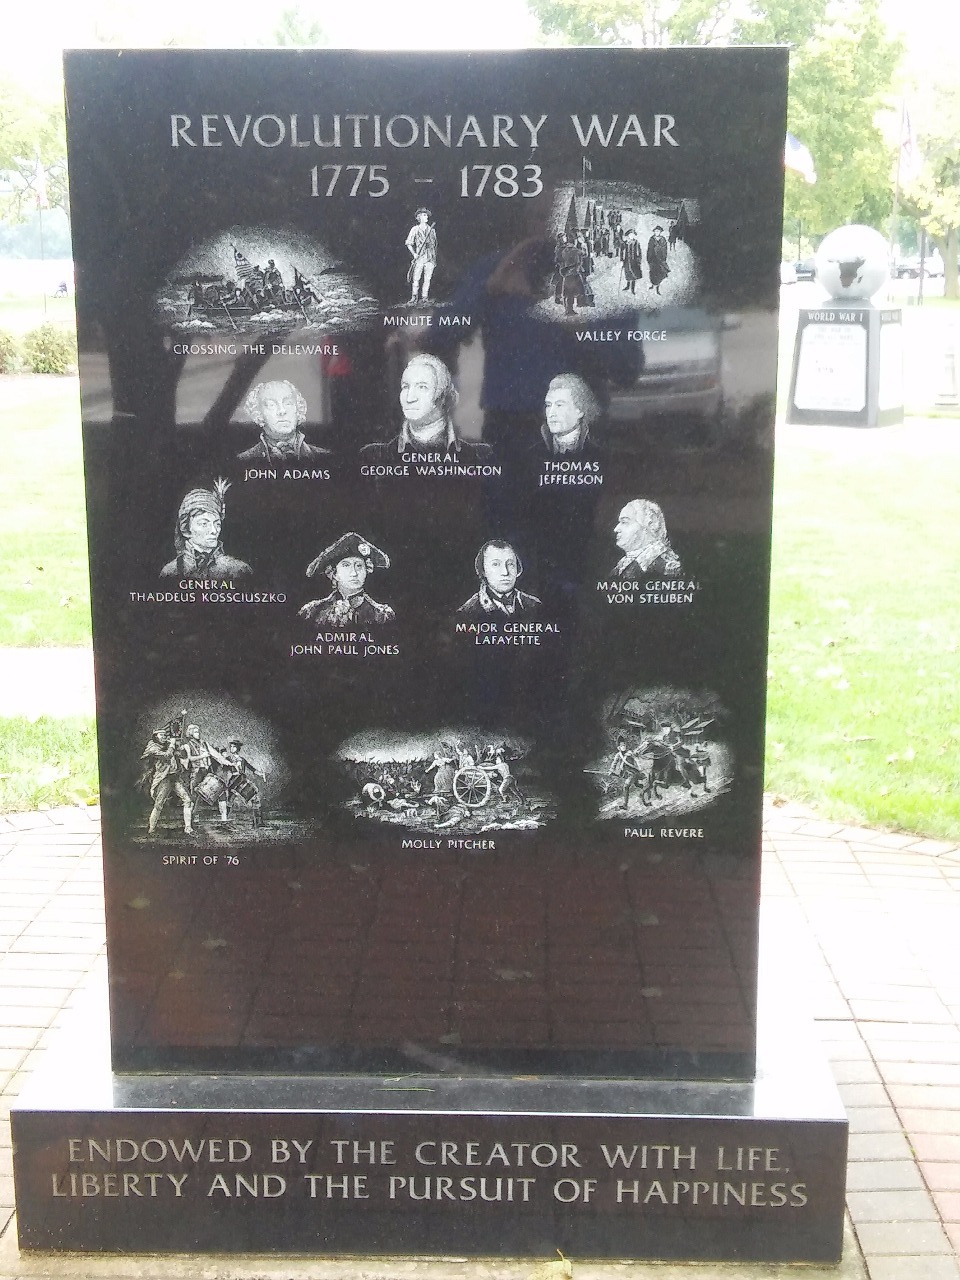 REVOLUTIONARY WAR
1775 – 1783
CROSSING THE DELEWARE
MINUTE MAN
VALLEY FORGE
JOHN ADAMS
GENERAL
GEORGE WASHINGTON
THOMAS
JEFFERSON
GENERAL
THADDEUS KOSSCIUSZKO
ADMIRAL
JOHN PAUL JONES
MAJOR GENERAL
LAFAYETTE
MAJOR GENERAL
VON STEUBEN
SPIRIT OF '76
MOLLY PITCHER
PAUL REVERE
ENDOWED BY THE CREATOR WITH LIFE,
LIBERTY AND THE PURSUIT OF HAPPINESS
WORLD WAR I